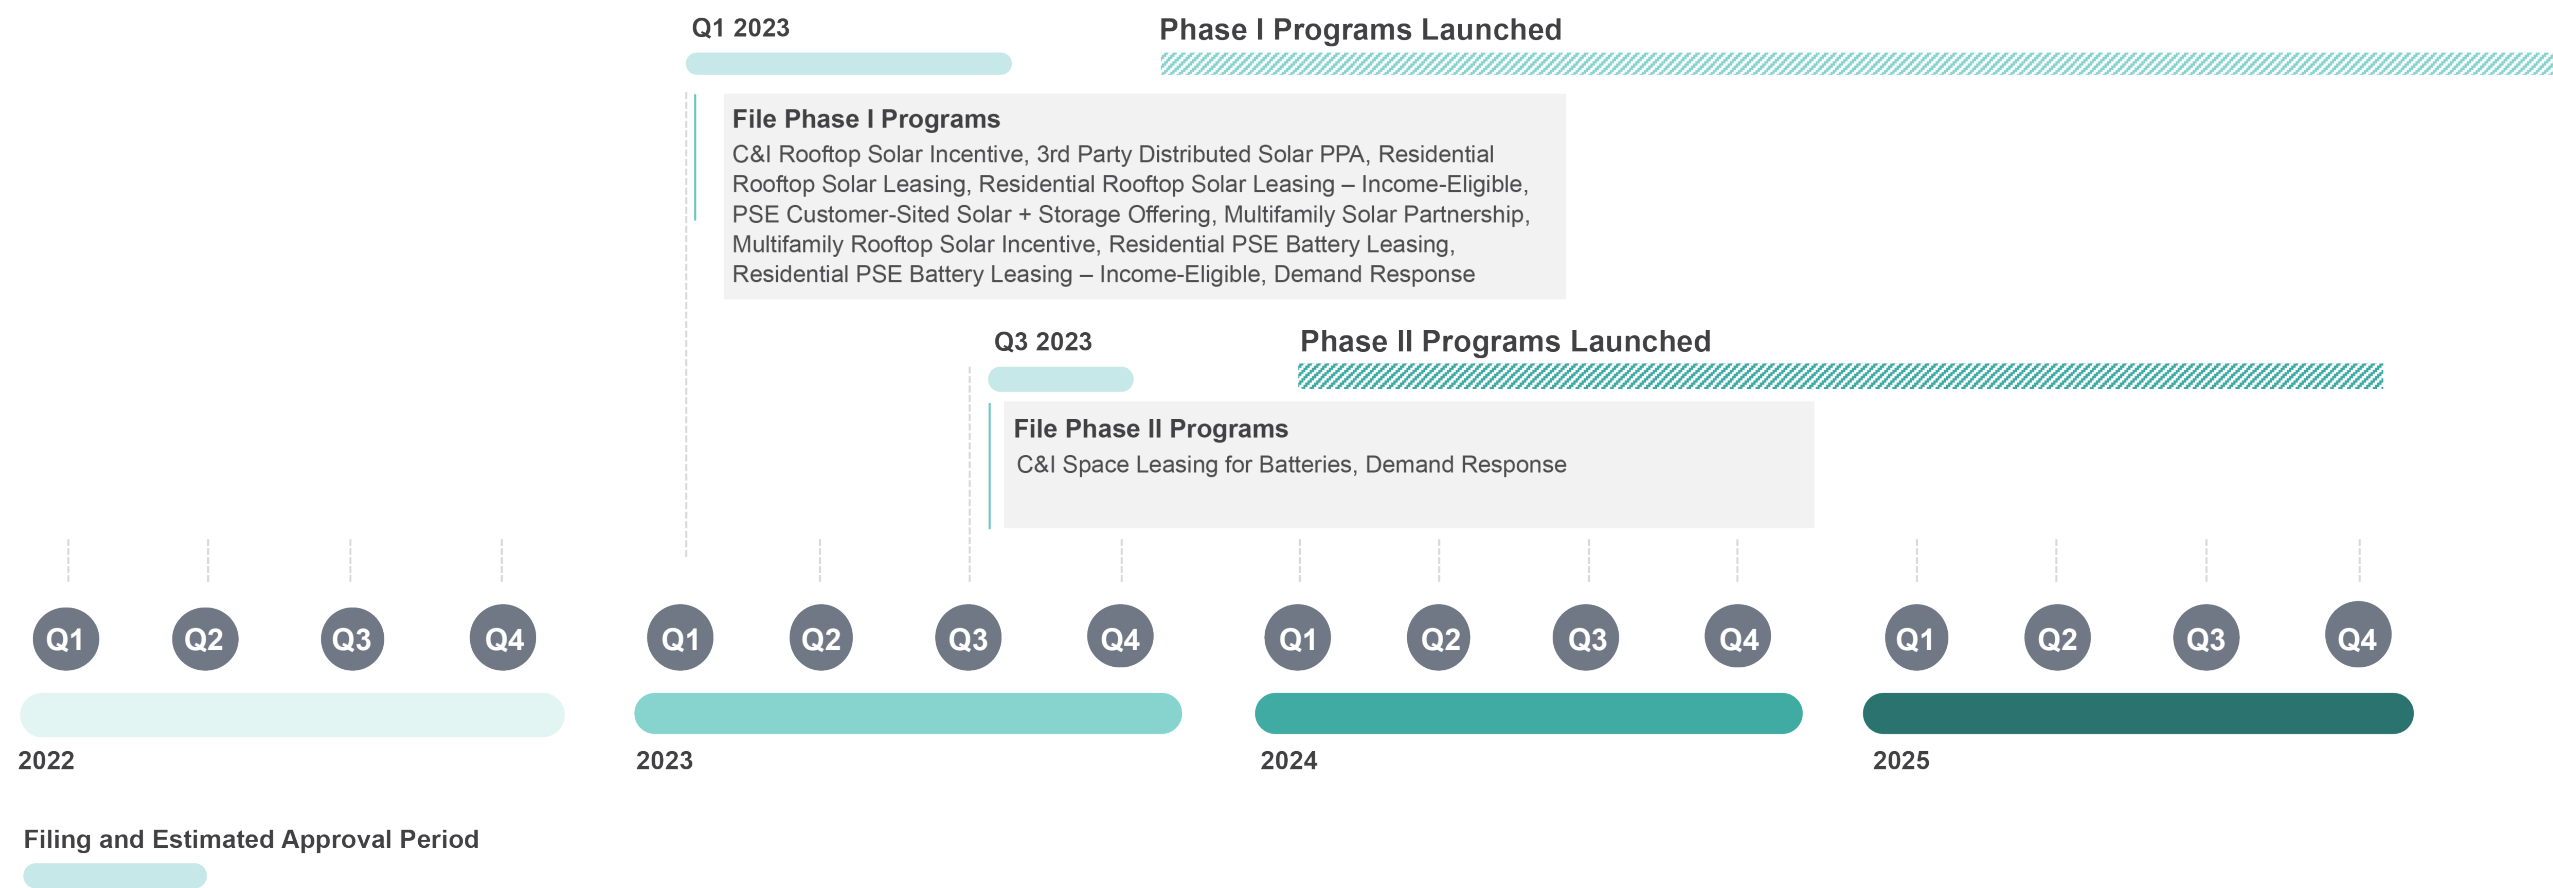 Q1 2023
Phase I Programs Launched
File Phase I Programs
C&I Rooftop Solar Incentive, 3rd Party Distributed Solar PPA, Residential
Rooftop Solar Leasing, Residential Rooftop Solar Leasing – Income-Eligible,
PSE Customer-Sited Solar + Storage Offering, Multifamily Solar Partnership,
Multifamily Rooftop Solar Incentive, Residential PSE Battery Leasing,
Residential PSE Battery Leasing – Income-Eligible, Demand Response
Q3 2023
Phase II Programs Launched
File Phase II Programs
C&I Space Leasing for Batteries, Demand Response
Q1 Q2 Q3 Q4 Q1 Q2 Q3 Q4 Q1 Q2 Q3 Q4 Q1 Q2 Q3 Q4
2022 2023 2024 2025
Filing and Estimated Approval Period